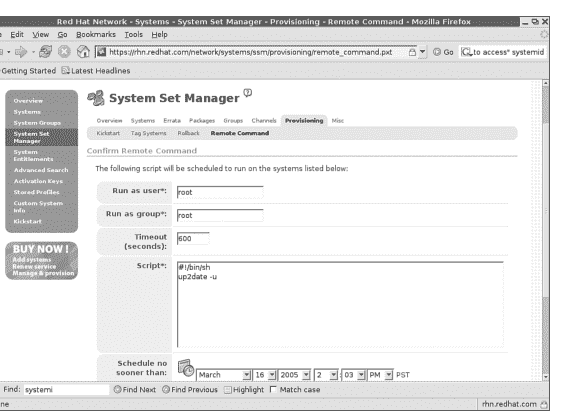 Red Hat Network - Systems - System Set Manager - Provisioning - Remote Command - Mozilla Firefox
Edit View Go Bookmarks Tools Help
https://rhn.redhat.com/network/systems/ssm/provisioning/remote_command.pxt Go to access* systemid
Getting Started Latest Headlines
Overview
Systems
System Groups
System Set
Manager
System
Entitlements
Advanced Search
Activation Keys
Stored Profiles
Custom System
Info
Kickstart
BUY NOW !
Add systems
Renew service
Manage & provision
System Set Manager ?
Overview Systems Errata Packages Groups Channels Provisioning Misc
Kickstart Tag Systems Rollback Remote Command
Confirm Remote Command
The following script will be scheduled to run on the systems listed below:
Run as user*: root
Run as group*: root
Timeout
(seconds): 600
Script*: #!/bin/sh
up2date -u
Schedule no
sooner than: March 16 2005 2 : 03 PM PST
Find: systemi Find Next Find Previous Highlight Match case
ne rhn.redhat.com